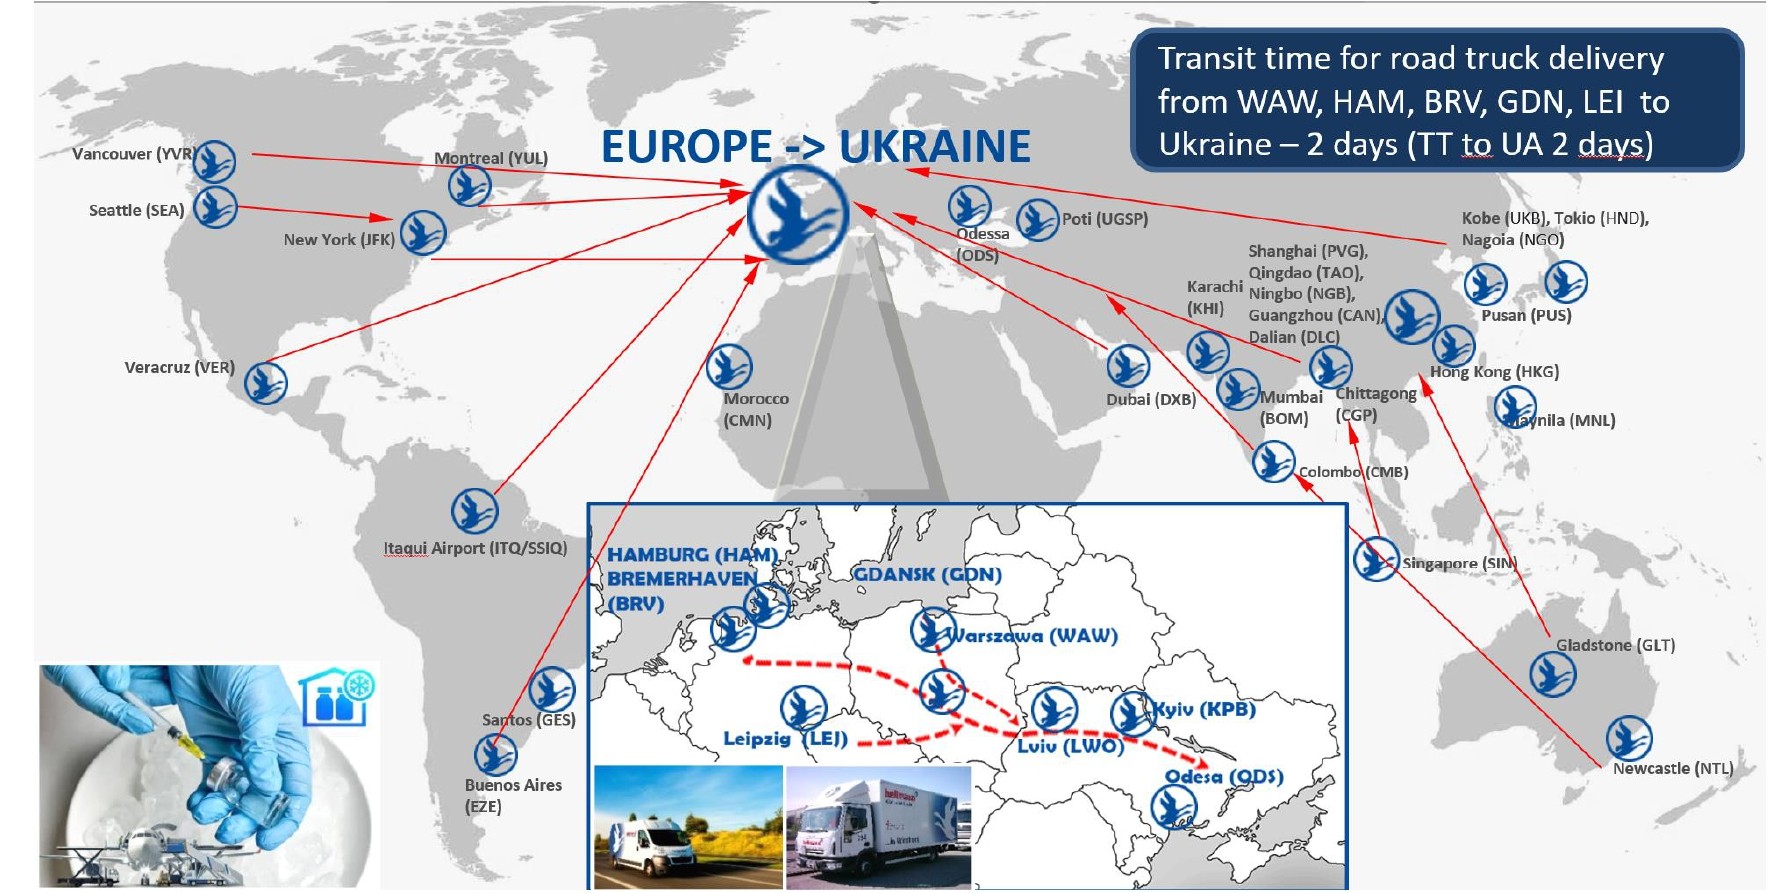 Transit time for road truck delivery
from WAW, HAM, BRV, GDN, LEI to
Ukraine – 2 days (TT to UA 2 days)
EUROPE -> UKRAINE
Vancouver (YVR)
Montreal (YUL)
Seattle (SEA)
New York (JFK)
Veracruz (VER)
Itaqui Airport (ITQ/SSIQ)
Santos (GES)
Buenos Aires
(EZE)
Morocco
(CMN)
Odessa
(ODS)
Poti (UGSP)
Kobe (UKB), Tokio (HND),
Nagoia (NGO)
Shanghai (PVG),
Qingdao (TAO),
Ningbo (NGB),
Guangzhou (CAN),
Dalian (DLC)
Karachi
(KHI)
Pusan (PUS)
Hong Kong (HKG)
Dubai (DXB)
Mumbai
(BOM)
Chittagong
(CGP)
Maynila (MNL)
Colombo (CMB)
Singapore (SIN)
Gladstone (GLT)
Newcastle (NTL)
HAMBURG (HAM)
BREMERHAVEN
(BRV)
GDANSK (GDN)
Warszawa (WAW)
Leipzig (LEJ)
Lviv (LWO)
Kyiv (KPB)
Odesa (ODS)
hellmann